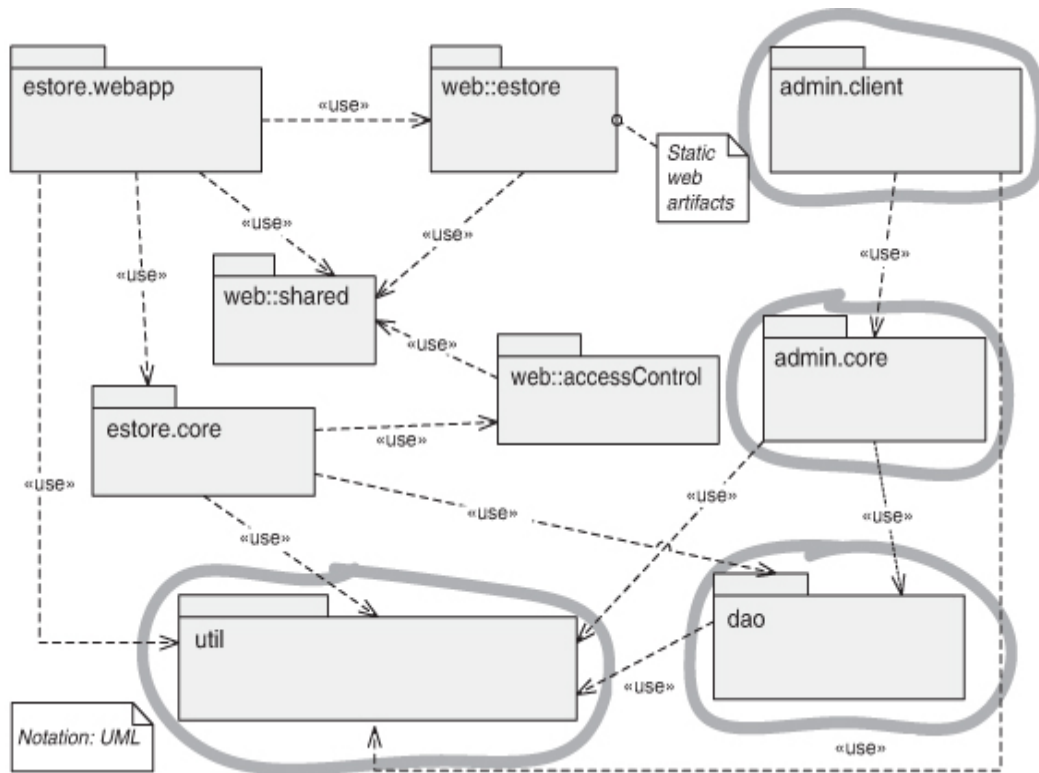 estore.webapp
web::estore
admin.client
«use»
Static
web
artifacts
«use»
«use»
«use»
web::shared
«use»
web::accessControl
admin.core
estore.core
«use»
«use»
«use»
«use»
«use»
«use»
util
dao
«use»
Notation: UML
«use»